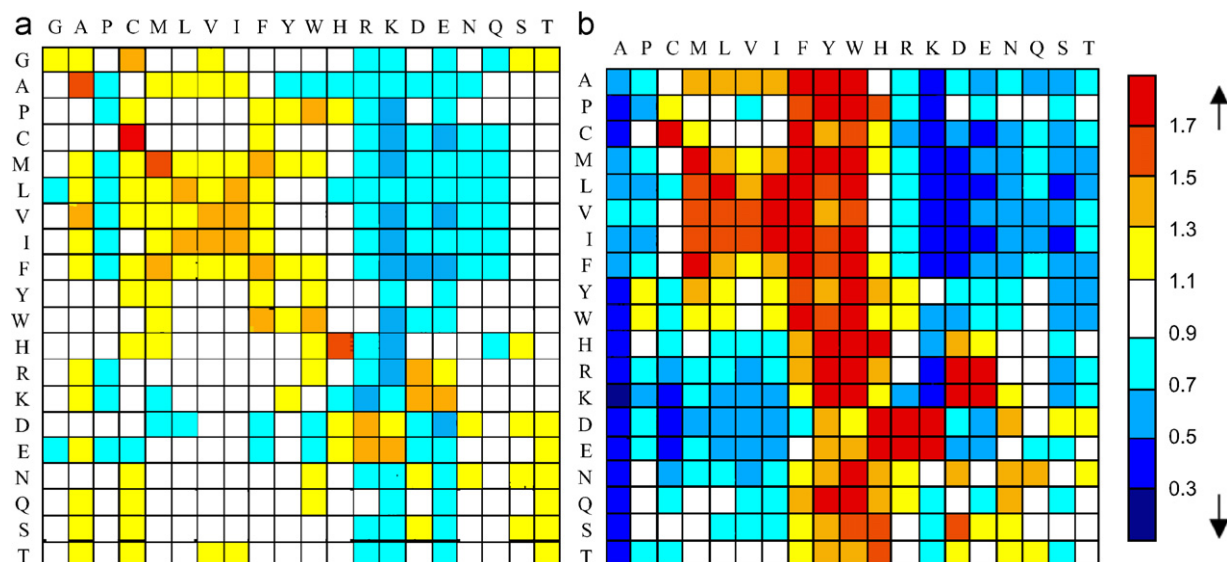 a
G A P C M L V I F Y W H R K D E N Q S T
G
A
P
C
M
L
V
I
F
Y
W
H
R
K
D
E
N
Q
S
T
b
A P C M L V I F Y W H R K D E N Q S T
A
P
C
M
L
V
I
F
Y
W
H
R
K
D
E
N
Q
S
T
1.7
1.5
1.3
1.1
0.9
0.7
0.5
0.3